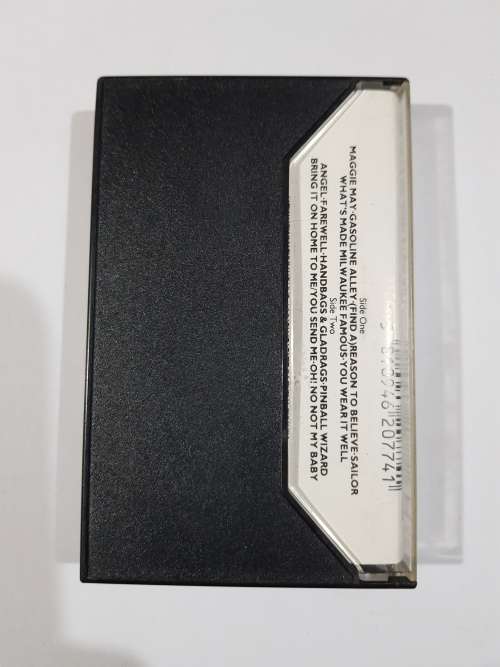 Side One
MAGGIE MAY·GASOLINE ALLEY·(FIND A)REASON TO BELIEVE·SAILOR
WHAT'S MADE MILWAUKEE FAMOUS·YOU WEAR IT WELL
Side Two
ANGEL·FAREWELL·HANDBAGS & GLADRAGS·PINBALL WIZARD
BRING IT ON HOME TO ME/YOU SEND ME·OH! NO NOT MY BABY
207741